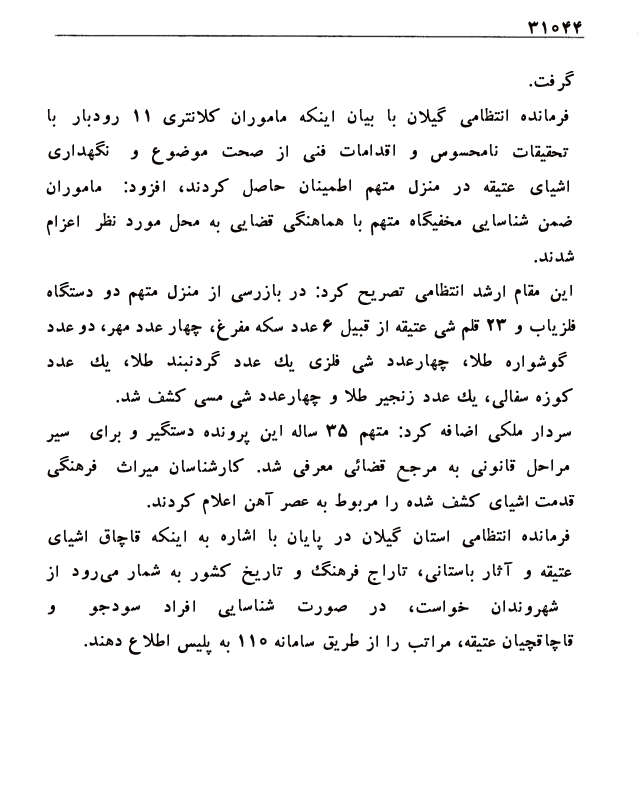 ۳۱۰۴۴
گرفت.
فرمانده انتظامی گیلان با بیان اینکه ماموران کلانتری ۱۱ رودبار با
تحقیقات نامحسوس و اقدامات فنی از صحت موضوع و نگهداری
اشیای عتیقه در منزل متهم اطمینان حاصل کردند، افزود: ماموران
ضمن شناسایی مخفیگاه متهم با هماهنگی قضایی به محل مورد نظر اعزام
شدند.
این مقام ارشد انتظامی تصریح کرد: در بازرسی از منزل متهم دو دستگاه
فلزیاب و ۲۳ قلم شی عتیقه از قبیل ۶ عدد سکه مفرغ، چهار عدد مهر، دو عدد
گوشواره طلا، چهارعدد شی فلزی یك عدد گردنبند طلا، یك عدد
کوزه سفالی، یك عدد زنجیر طلا و چهارعدد شی مسی کشف شد.
سردار ملکی اضافه کرد: متهم ۳۵ ساله این پرونده دستگیر و برای سیر
مراحل قانونی به مرجع قضائی معرفی شد. کارشناسان میراث فرهنگی
قدمت اشیای کشف شده را مربوط به عصر آهن اعلام کردند.
فرمانده انتظامی استان گیلان در پایان با اشاره به اینکه قاچاق اشیای
عتیقه و آثار باستانی، تاراج فرهنگ و تاریخ کشور به شمار می‌رود از
شهروندان خواست، در صورت شناسایی افراد سودجو و
قاچاقچیان عتیقه، مراتب را از طریق سامانه ۱۱۰ به پلیس اطلاع دهند.